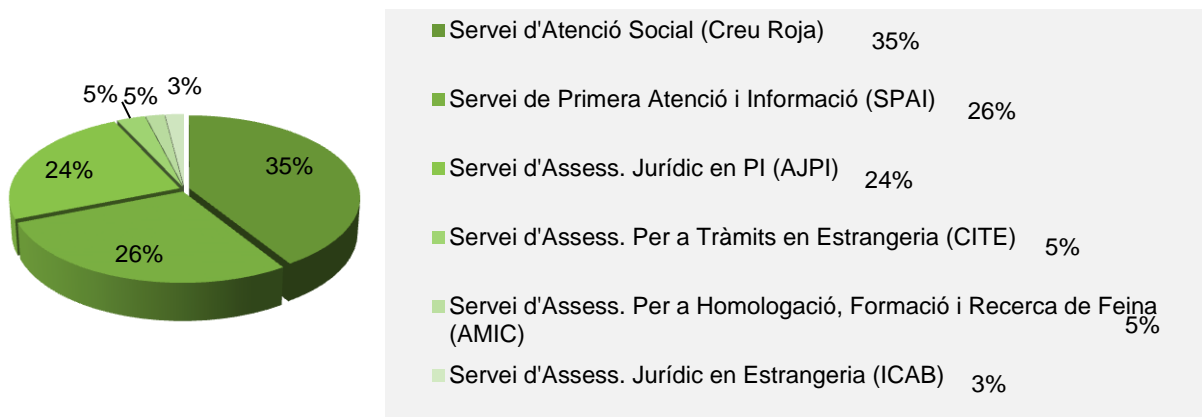 5% 5% 3%
35%
24%
26%
Servei d'Atenció Social (Creu Roja) 35%
Servei de Primera Atenció i Informació (SPAI) 26%
Servei d'Assess. Jurídic en PI (AJPI) 24%
Servei d'Assess. Per a Tràmits en Estrangeria (CITE) 5%
Servei d'Assess. Per a Homologació, Formació i Recerca de Feina
(AMIC) 5%
Servei d'Assess. Jurídic en Estrangeria (ICAB) 3%